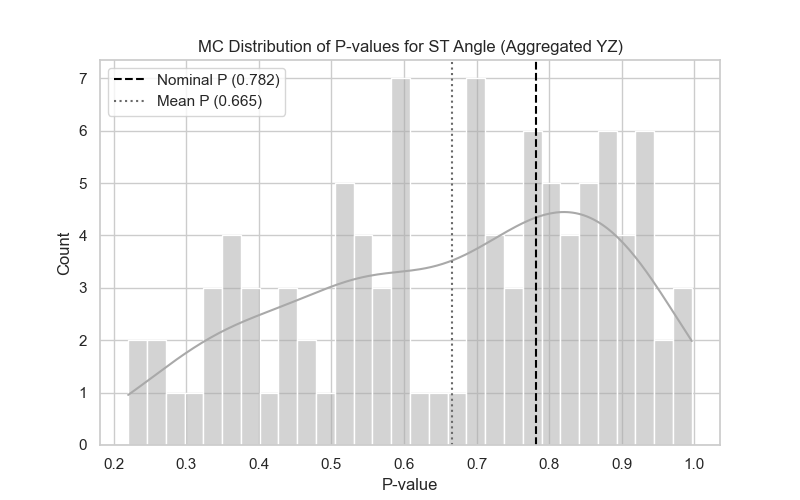 MC Distribution of P-values for ST Angle (Aggregated YZ)
Nominal P (0.782)
Mean P (0.665)
7
6
5
4
3
2
1
0
Count
0.2 0.3 0.4 0.5 0.6 0.7 0.8 0.9 1.0
P-value